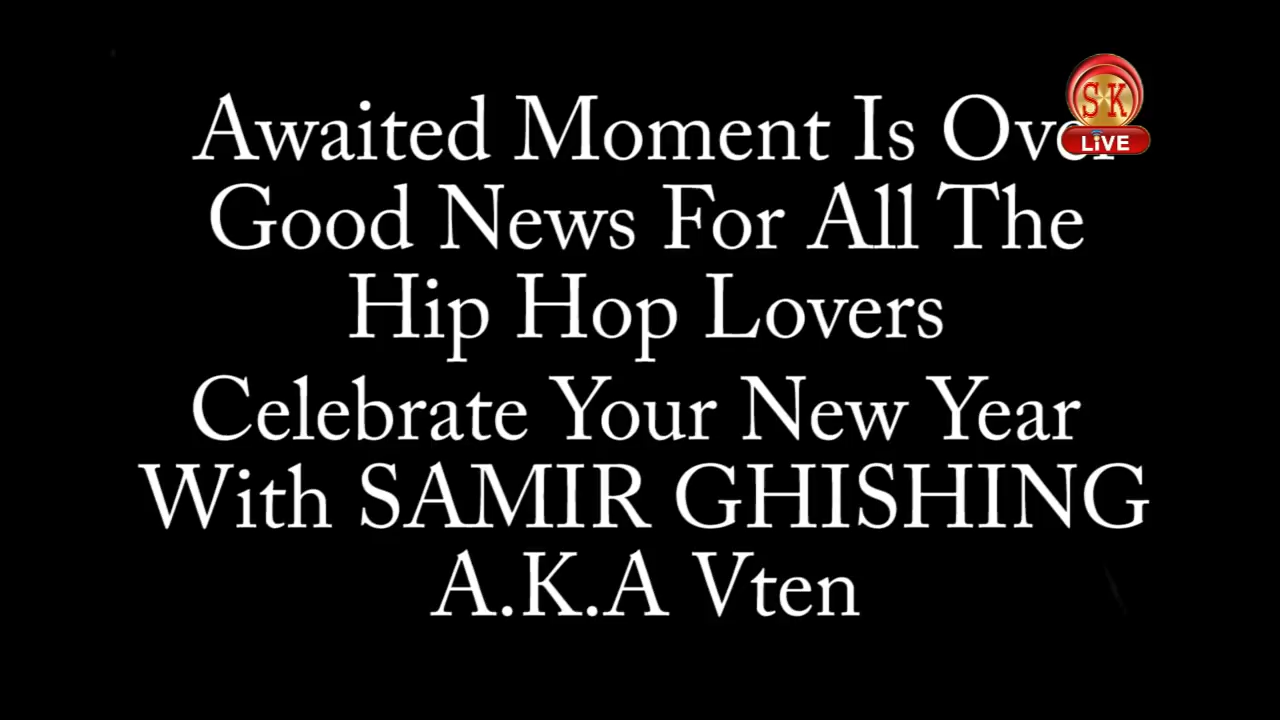 Awaited Moment Is Over
Good News For All The
Hip Hop Lovers
Celebrate Your New Year
With SAMIR GHISHING
A.K.A Vten
SK
LiVE